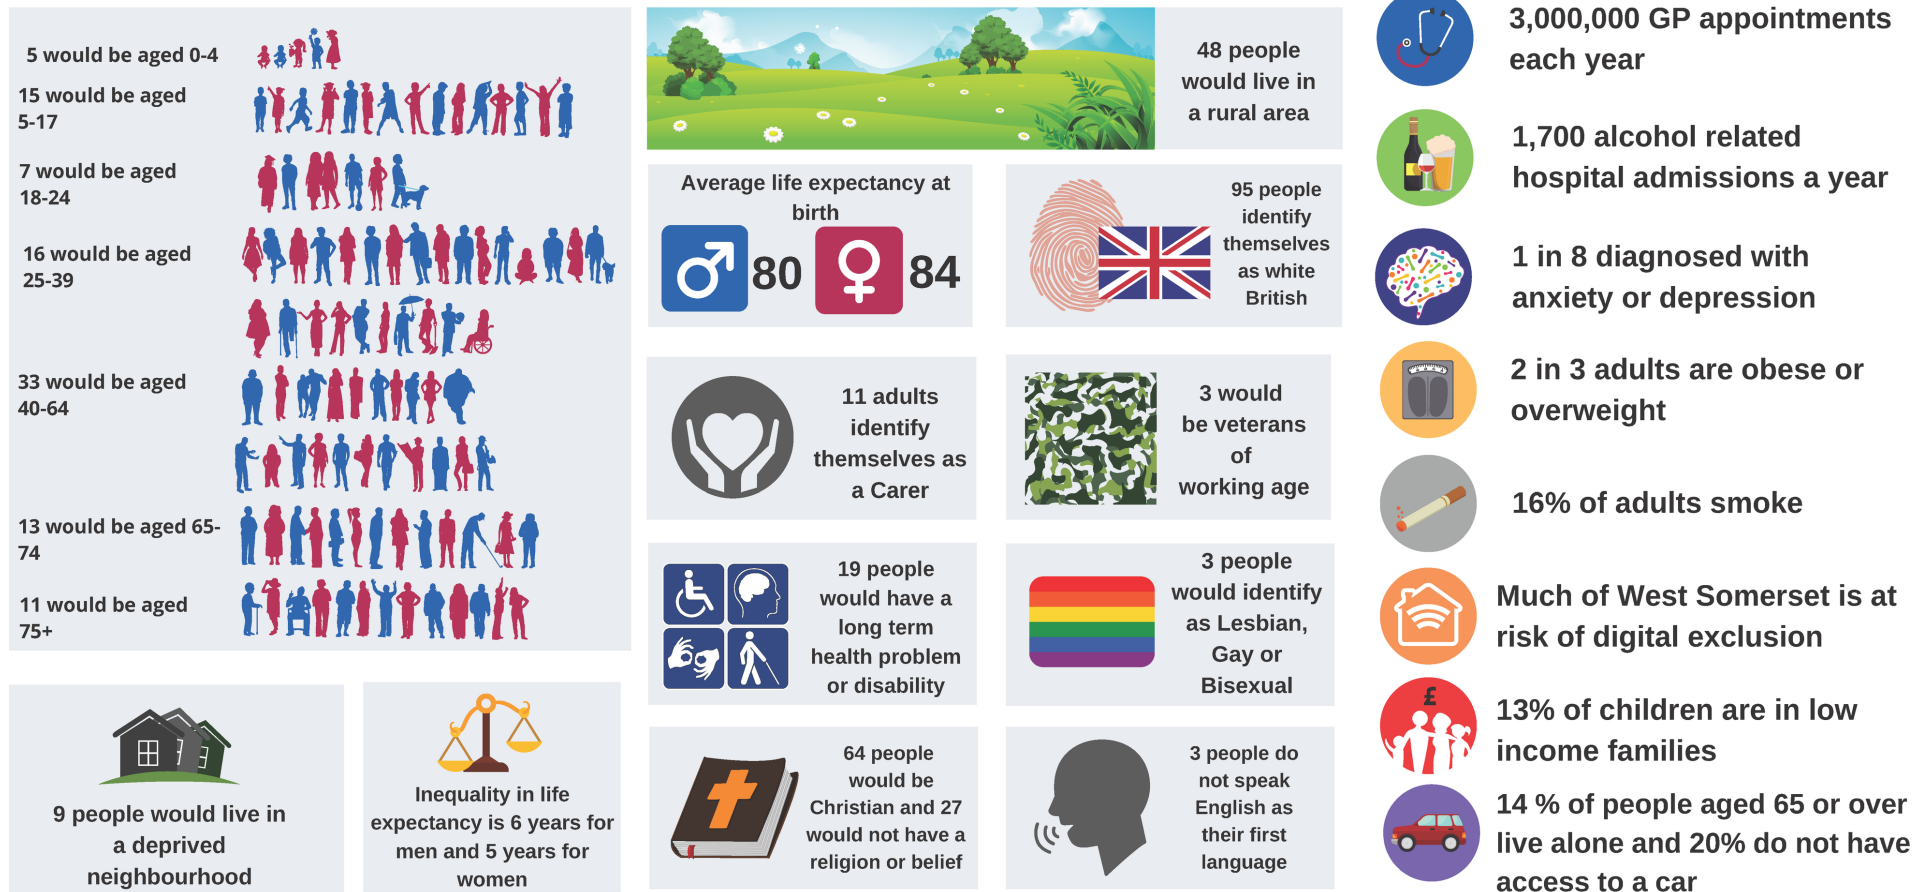 5 would be aged 0-4
15 would be aged
5-17
7 would be aged
18-24
16 would be aged
25-39
33 would be aged
40-64
13 would be aged 65-
74
11 would be aged
75+
9 people would live in
a deprived
neighbourhood
Inequality in life
expectancy is 6 years for
men and 5 years for
women
48 people
would live in
a rural area
Average life expectancy at
birth
80
84
95 people
identify
themselves
as white
British
11 adults
identify
themselves as
a Carer
3 would
be veterans
of
working age
19 people
would have a
long term
health problem
or disability
3 people
would identify
as Lesbian,
Gay or
Bisexual
64 people
would be
Christian and 27
would not have a
religion or belief
3 people do
not speak
English as
their first
language
3,000,000 GP appointments
each year
1,700 alcohol related
hospital admissions a year
1 in 8 diagnosed with
anxiety or depression
2 in 3 adults are obese or
overweight
16% of adults smoke
Much of West Somerset is at
risk of digital exclusion
£
13% of children are in low
income families
14 % of people aged 65 or over
live alone and 20% do not have
access to a car